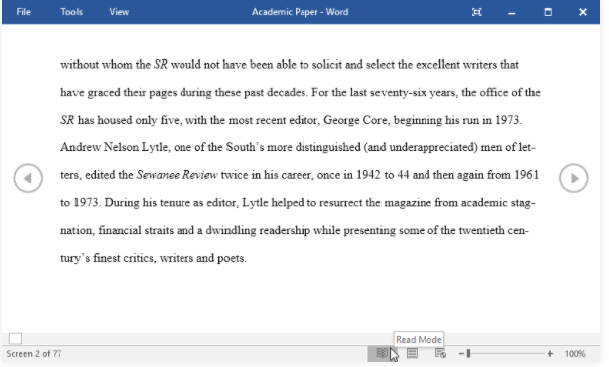 File Tools View Academic Paper - Word
without whom the SR would not have been able to solicit and select the excellent writers that
have graced their pages during these past decades. For the last seventy-six years, the office of the
SR has housed only five, with the most recent editor, George Core, beginning his run in 1973.
Andrew Nelson Lytle, one of the South's more distinguished (and underappreciated) men of let-
ters, edited the Sewanee Review twice in his career, once in 1942 to 44 and then again from 1961
to 1973. During his tenure as editor, Lytle helped to resurrect the magazine from academic stag-
nation, financial straits and a dwindling readership while presenting some of the twentieth cen-
tury's finest critics, writers and poets.
Read Mode
Screen 2 of 77 100%